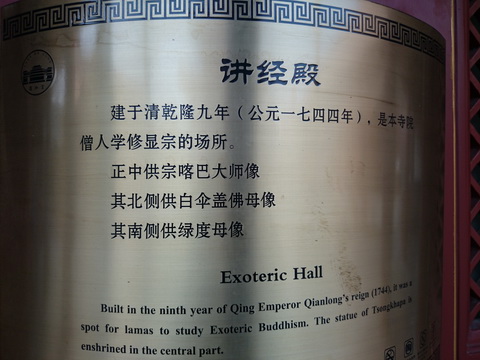 讲经殿
建于清乾隆九年（公元一七四四年），是本寺院
僧人学修显宗的场所。
正中供宗喀巴大师像
其北侧供白伞盖佛母像
其南侧供绿度母像
Exoteric Hall
Built in the ninth year of Qing Emperor Qianlong's reign (1744), it was a
spot for lamas to study Exoteric Buddhism. The statue of Tsongkhapa is
enshrined in the central part.